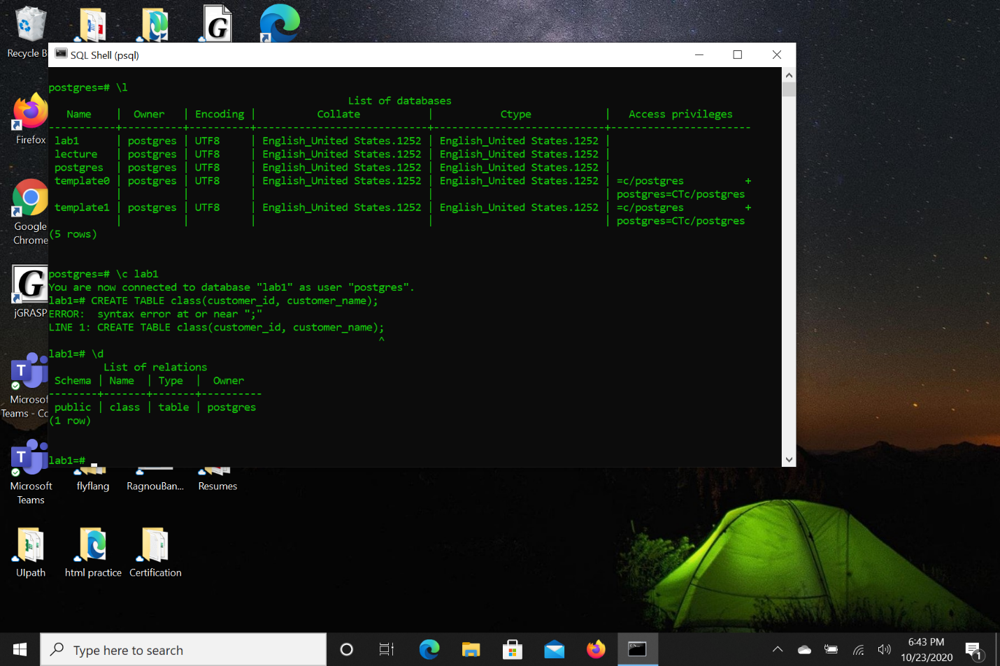 Recycle B
SQL Shell (psql)
postgres=# \l
List of databases
Name | Owner | Encoding | Collate | Ctype | Access privileges
-----------+----------+----------+----------------------------+----------------------------+-----------------------
lab1 | postgres | UTF8 | English_United States.1252 | English_United States.1252 |
lecture | postgres | UTF8 | English_United States.1252 | English_United States.1252 |
postgres | postgres | UTF8 | English_United States.1252 | English_United States.1252 |
template0 | postgres | UTF8 | English_United States.1252 | English_United States.1252 | =c/postgres +
| | | | | postgres=CTc/postgres
template1 | postgres | UTF8 | English_United States.1252 | English_United States.1252 | =c/postgres +
| | | | | postgres=CTc/postgres
(5 rows)
postgres=# \c lab1
You are now connected to database "lab1" as user "postgres".
lab1=# CREATE TABLE class(customer_id, customer_name);
ERROR:  syntax error at or near ";"
LINE 1: CREATE TABLE class(customer_id, customer_name);
^
lab1=# \d
List of relations
Schema | Name | Type | Owner
--------+-------+-------+----------
public | class | table | postgres
(1 row)
lab1=#
Firefox
Google
Chrome
jGRASP
Microsof
Teams - Co
Microsoft
Teams
flyflang
RagnouBan...
Resumes
UIpath
html practice
Certification
Type here to search
6:43 PM
10/23/2020
1